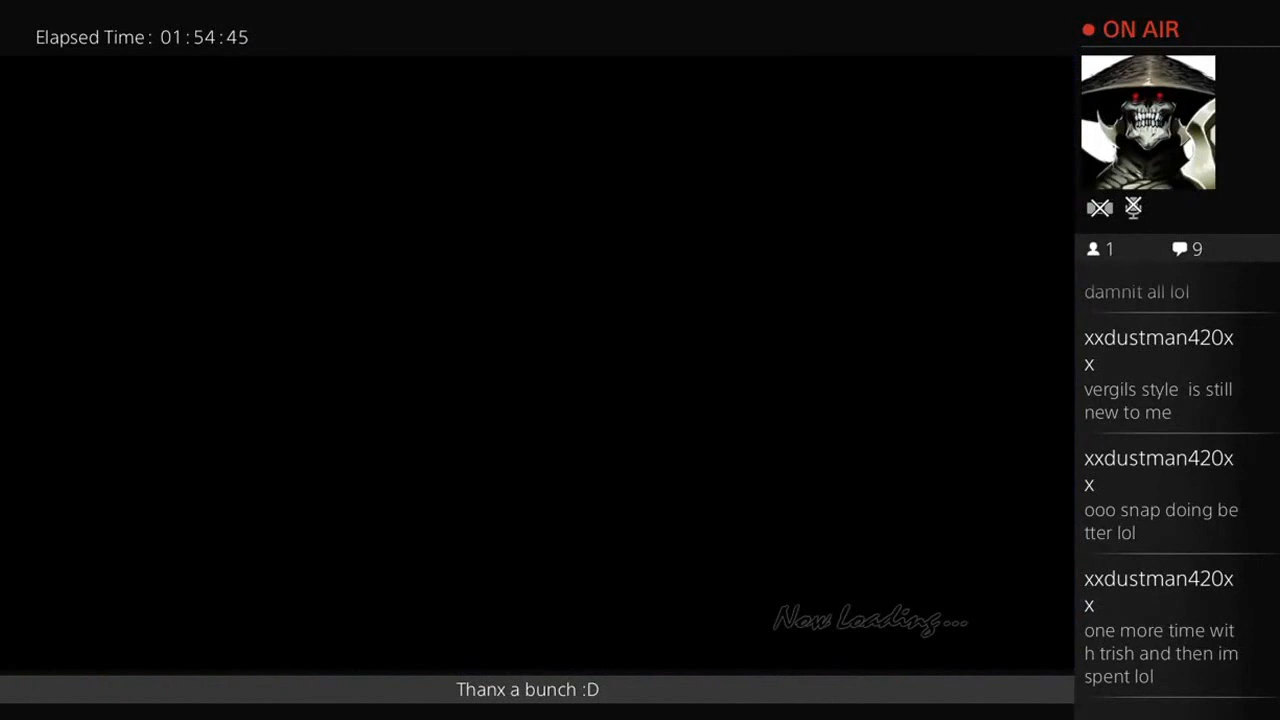 Elapsed Time: 01:54:45
ON AIR
1 9
damnit all lol
xxdustman420x
x
vergils style is still
new to me
xxdustman420x
x
ooo snap doing be
tter lol
xxdustman420x
x
one more time wit
h trish and then im
spent lol
Now Loading...
Thanx a bunch :D